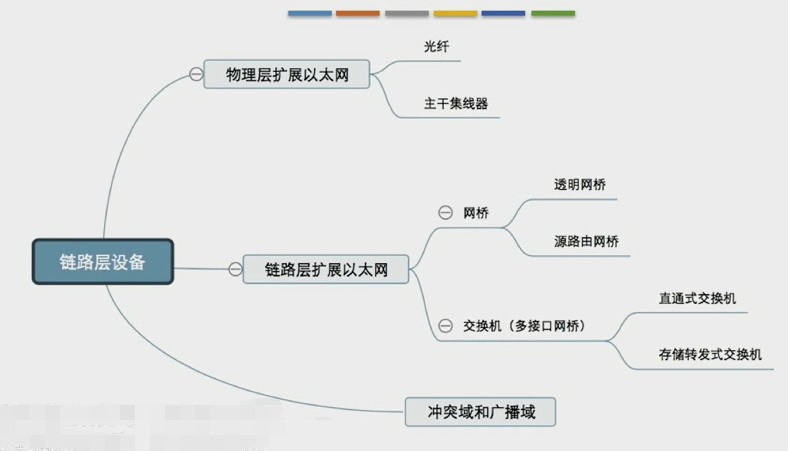 光纤
物理层扩展以太网
主干集线器
透明网桥
网桥
源路由网桥
链路层设备
链路层扩展以太网
直通式交换机
交换机（多接口网桥）
存储转发式交换机
冲突域和广播域